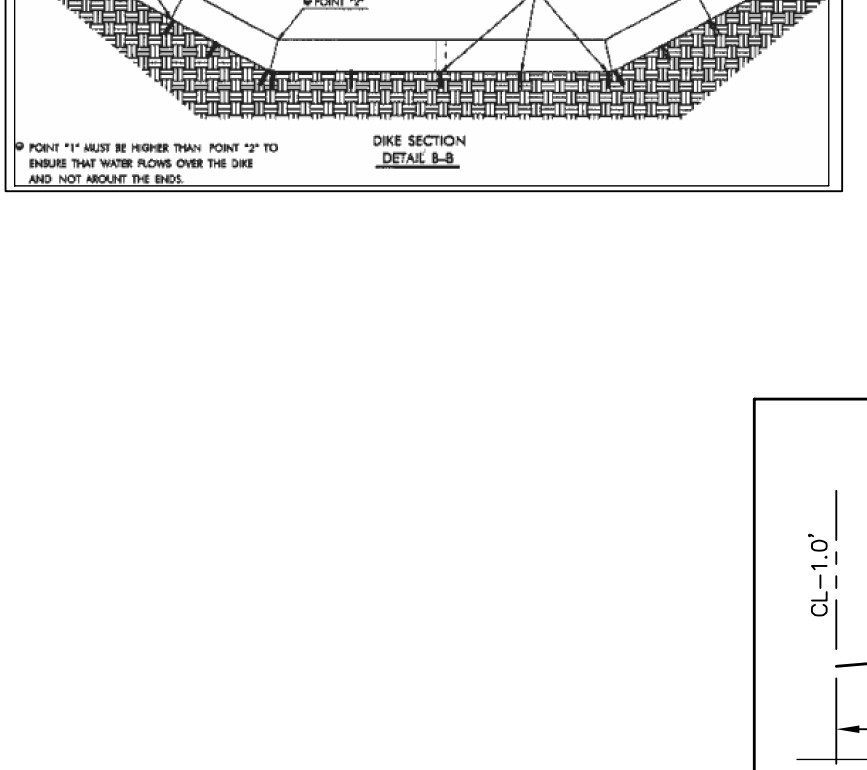 POINT "2"
POINT "1" MUST BE HIGHER THAN POINT "2" TO
ENSURE THAT WATER FLOWS OVER THE DIKE
AND NOT AROUNT THE ENDS.
DIKE SECTION
DETAIL B-B
CL-1.0'